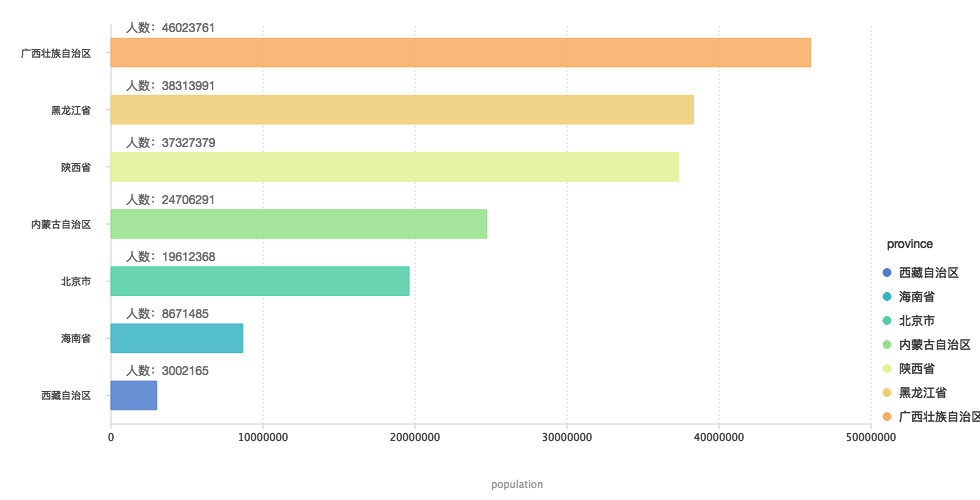 人数：46023761
广西壮族自治区
人数：38313991
黑龙江省
人数：37327379
陕西省
人数：24706291
内蒙古自治区
人数：19612368
北京市
人数：8671485
海南省
人数：3002165
西藏自治区
0 10000000 20000000 30000000 40000000 50000000
population
province
西藏自治区
海南省
北京市
内蒙古自治区
陕西省
黑龙江省
广西壮族自治区